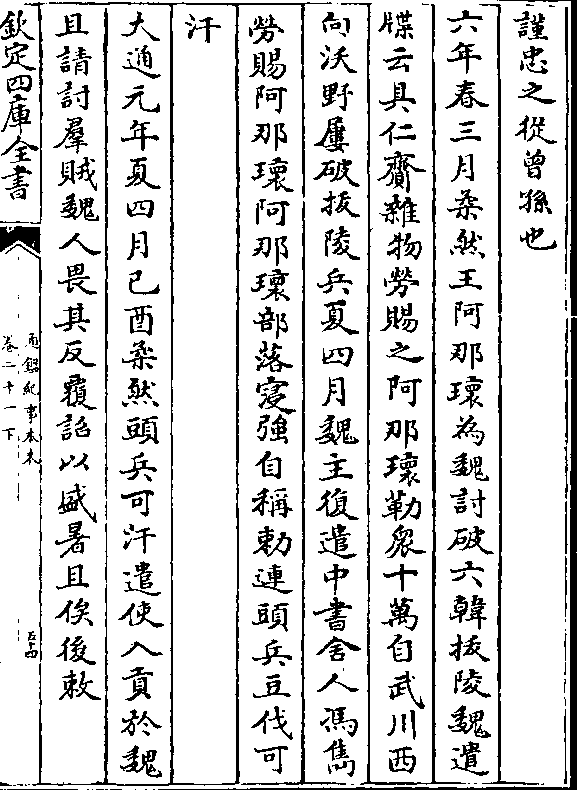 謹忠之從曾孫也
六年春三月柔然王阿那瓌為魏討破六韓拔陵魏遣
牒云具仁齎雜物勞賜之阿那瓌勒衆十萬自武川西
向沃野屢破拔陵兵夏四月魏主復遣中書舍人馮雋
勞賜阿那瓌阿那瓌部落寖強自稱勅連頭兵豆伐可
汗
大通元年夏四月己酉柔然頭兵可汗遣使入貢於魏
且請討羣賊魏人畏其反覆詔以盛暑且俟後敕
欽定四庫全書
通鑑紀事本末
卷二十一下
五十四